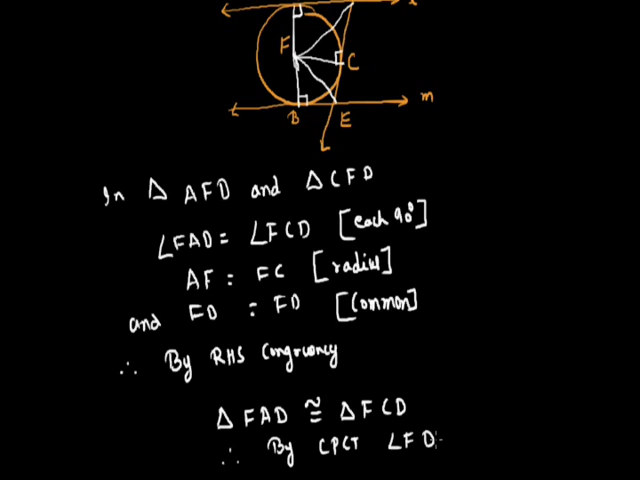 F
C
B
E
m
In Δ AFD and Δ CFD
∠FAD = ∠FCD [each 90°]
AF = FC [radius]
and FD = FD [Common]
∴ By RHS Congruency
Δ FAD ≅ Δ FCD
∴ By CPCT ∠FD